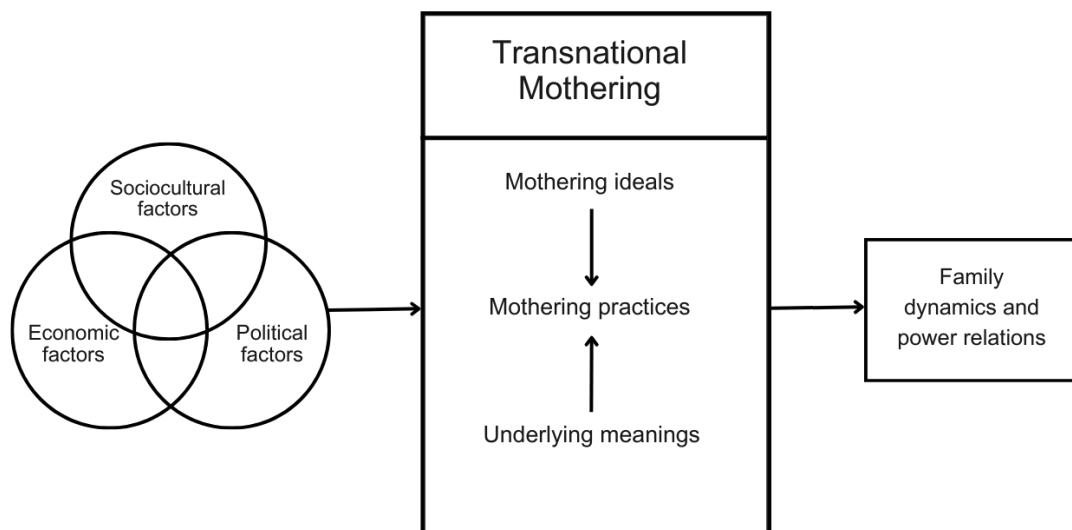 Transnational
Mothering
Sociocultural
factors
Economic
factors
Political
factors
Mothering ideals
Mothering practices
Underlying meanings
Family
dynamics and
power relations